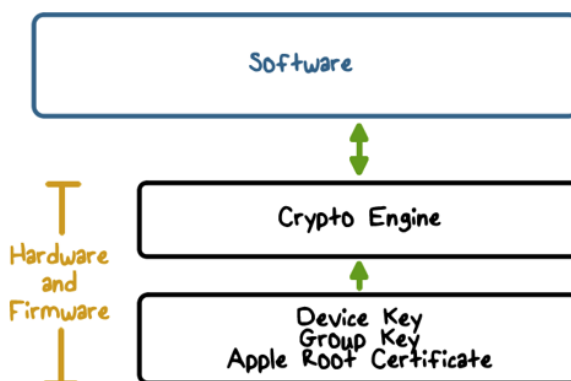 Software
Crypto Engine
Hardware
and
Firmware
Device Key
Group Key
Apple Root Certificate